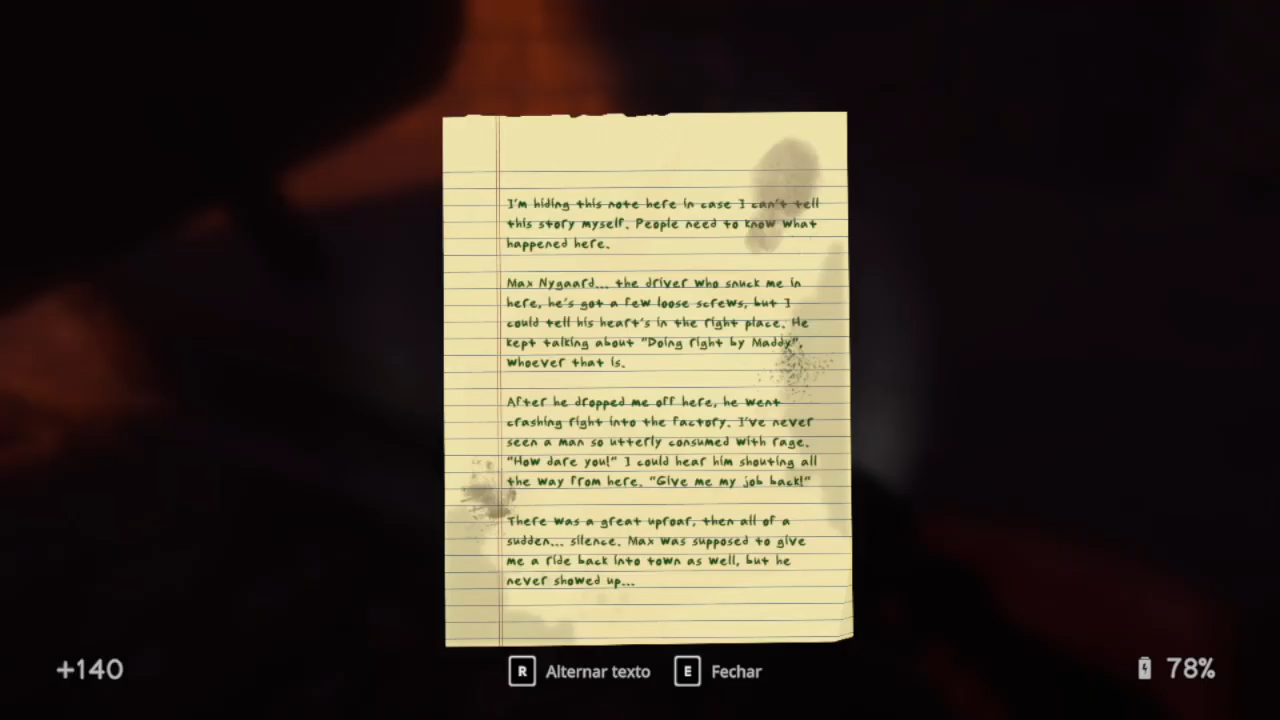 I'm hiding this note here in case I can't tell
this story myself. People need to know what
happened here.
Max Nygaard... the driver who snuck me in
here, he's got a few loose screws, but I
could tell his heart's in the right place. He
kept talking about "Doing right by Maddy",
whoever that is.
After he dropped me off here, he went
crashing right into the factory. I've never
seen a man so utterly consumed with rage.
"How dare you!" I could hear him shouting all
the way from here. "Give me my job back!"
There was a great uproar, then all of a
sudden... silence. Max was supposed to give
me a ride back into town as well, but he
never showed up...
+140
R Alternar texto E Fechar
78%